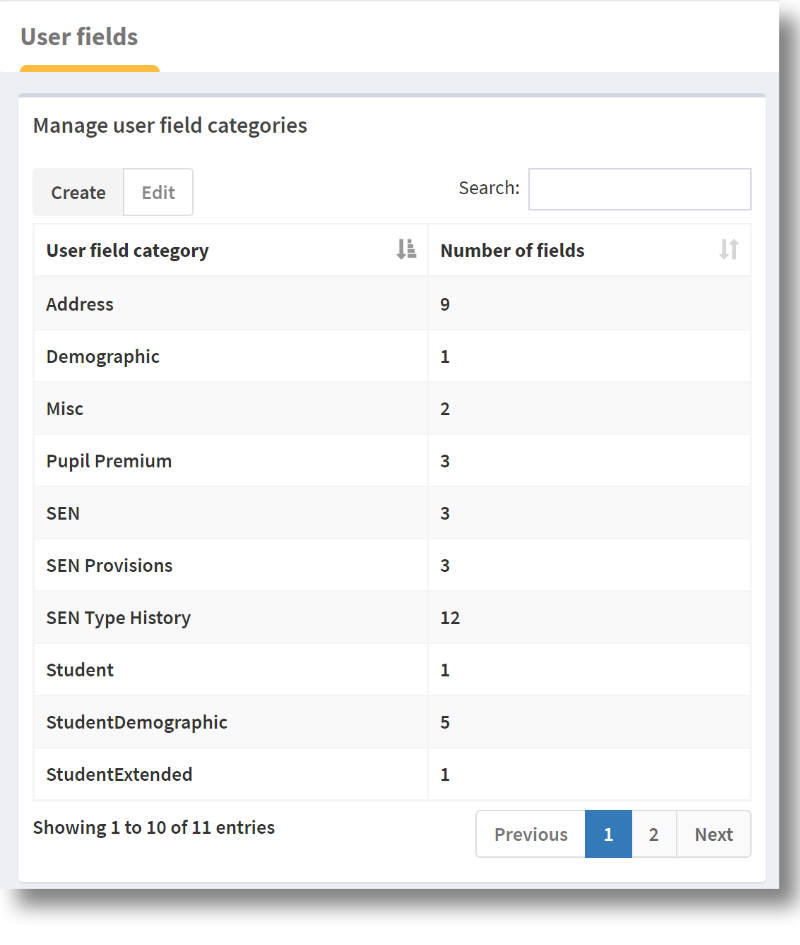 User fields
Manage user field categories
Create Edit Search:
User field category Number of fields
Address 9
Demographic 1
Misc 2
Pupil Premium 3
SEN 3
SEN Provisions 3
SEN Type History 12
Student 1
StudentDemographic 5
StudentExtended 1
Showing 1 to 10 of 11 entries Previous 1 2 Next